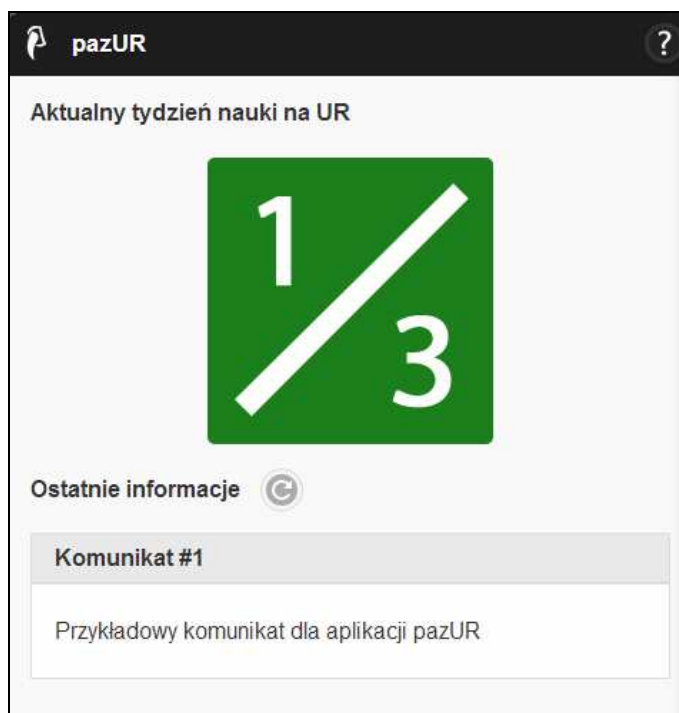 pazUR
?
Aktualny tydzień nauki na UR
1
3
Ostatnie informacje
Komunikat #1
Przykładowy komunikat dla aplikacji pazUR